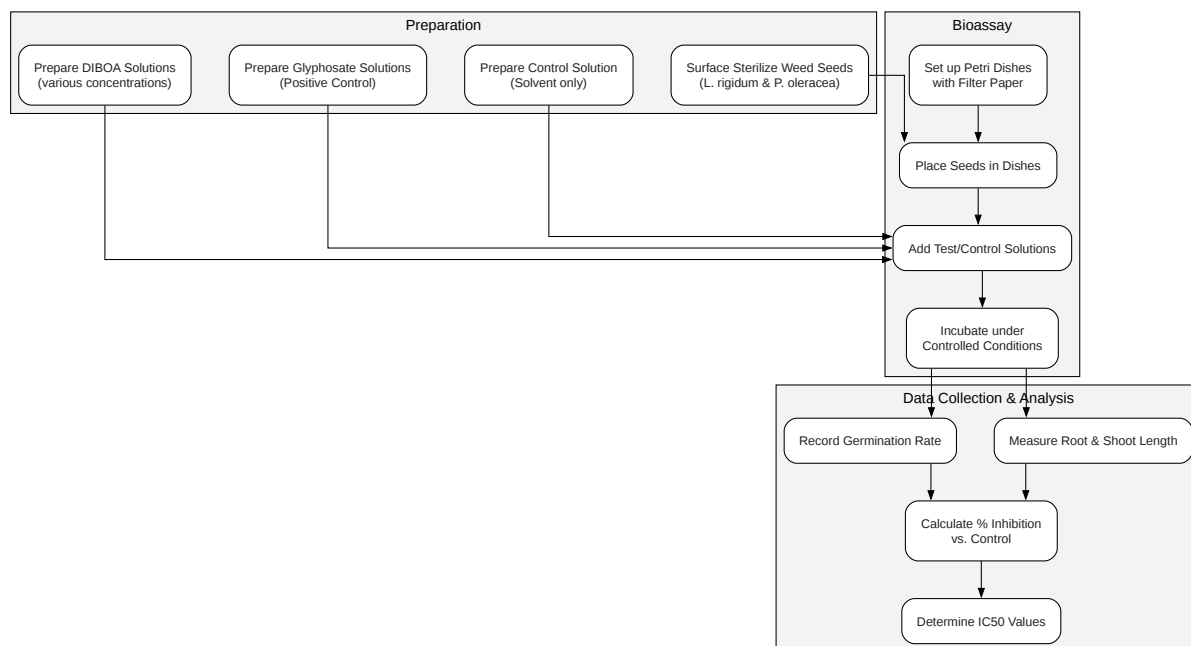 Preparation
Prepare DIBOA Solutions
(various concentrations)
Prepare Glyphosate Solutions
(Positive Control)
Prepare Control Solution
(Solvent only)
Surface Sterilize Weed Seeds
(L. rigidum & P. oleracea)
Bioassay
Set up Petri Dishes
with Filter Paper
Place Seeds in Dishes
Add Test/Control Solutions
Incubate under
Controlled Conditions
Data Collection & Analysis
Record Germination Rate
Measure Root & Shoot Length
Calculate % Inhibition
vs. Control
Determine IC50 Values